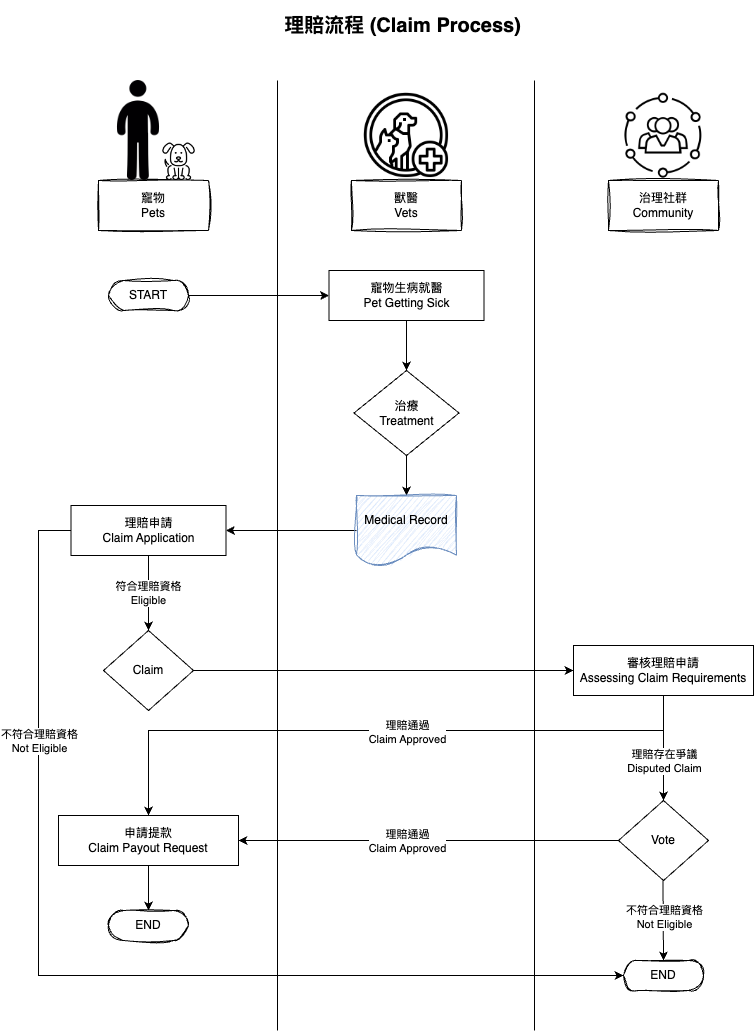 理賠流程 (Claim Process)
寵物
Pets
獸醫
Vets
治理社群
Community
START
寵物生病就醫
Pet Getting Sick
治療
Treatment
Medical Record
理賠申請
Claim Application
符合理賠資格
Eligible
Claim
審核理賠申請
Assessing Claim Requirements
不符合理賠資格
Not Eligible
理賠通過
Claim Approved
理賠存在爭議
Disputed Claim
申請提款
Claim Payout Request
理賠通過
Claim Approved
Vote
END
不符合理賠資格
Not Eligible
END